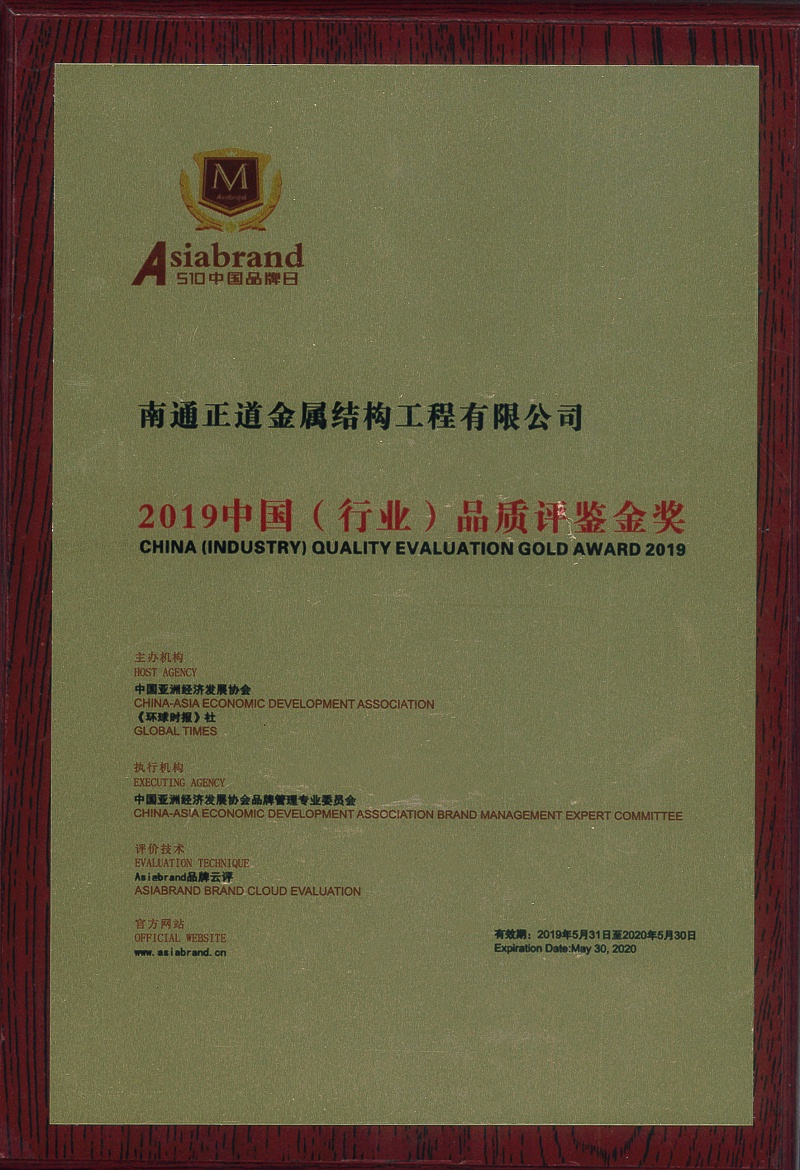 M
Asiabrand
Asiabrand
510中国品牌日
南通正道金属结构工程有限公司
2019中国（行业）品质评鉴金奖
CHINA (INDUSTRY) QUALITY EVALUATION GOLD AWARD 2019
主办机构
HOST AGENCY
中国亚洲经济发展协会
CHINA-ASIA ECONOMIC DEVELOPMENT ASSOCIATION
《环球时报》社
GLOBAL TIMES
执行机构
EXECUTING AGENCY
中国亚洲经济发展协会品牌管理专业委员会
CHINA-ASIA ECONOMIC DEVELOPMENT ASSOCIATION BRAND MANAGEMENT EXPERT COMMITTEE
评价技术
EVALUATION TECHNIQUE
Asiabrand品牌云评
ASIABRAND BRAND CLOUD EVALUATION
官方网站
OFFICIAL WEBSITE
www.asiabrand.cn
有效期：2019年5月31日至2020年5月30日
Expiration Date:May 30, 2020